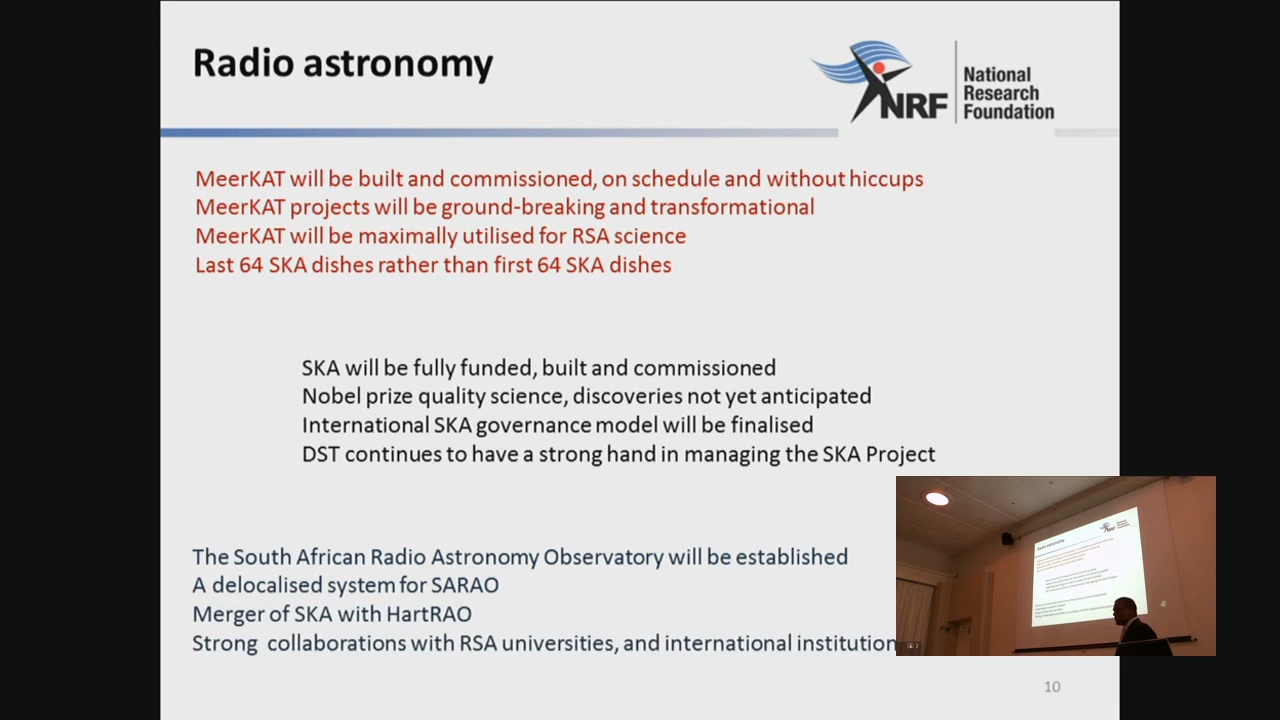 Radio astronomy
NRF
National
Research
Foundation
MeerKAT will be built and commissioned, on schedule and without hiccups
MeerKAT projects will be ground-breaking and transformational
MeerKAT will be maximally utilised for RSA science
Last 64 SKA dishes rather than first 64 SKA dishes
SKA will be fully funded, built and commissioned
Nobel prize quality science, discoveries not yet anticipated
International SKA governance model will be finalised
DST continues to have a strong hand in managing the SKA Project
The South African Radio Astronomy Observatory will be established
A delocalised system for SARAO
Merger of SKA with HartRAO
Strong collaborations with RSA universities, and international institution
10
Radio astronomy
NRF